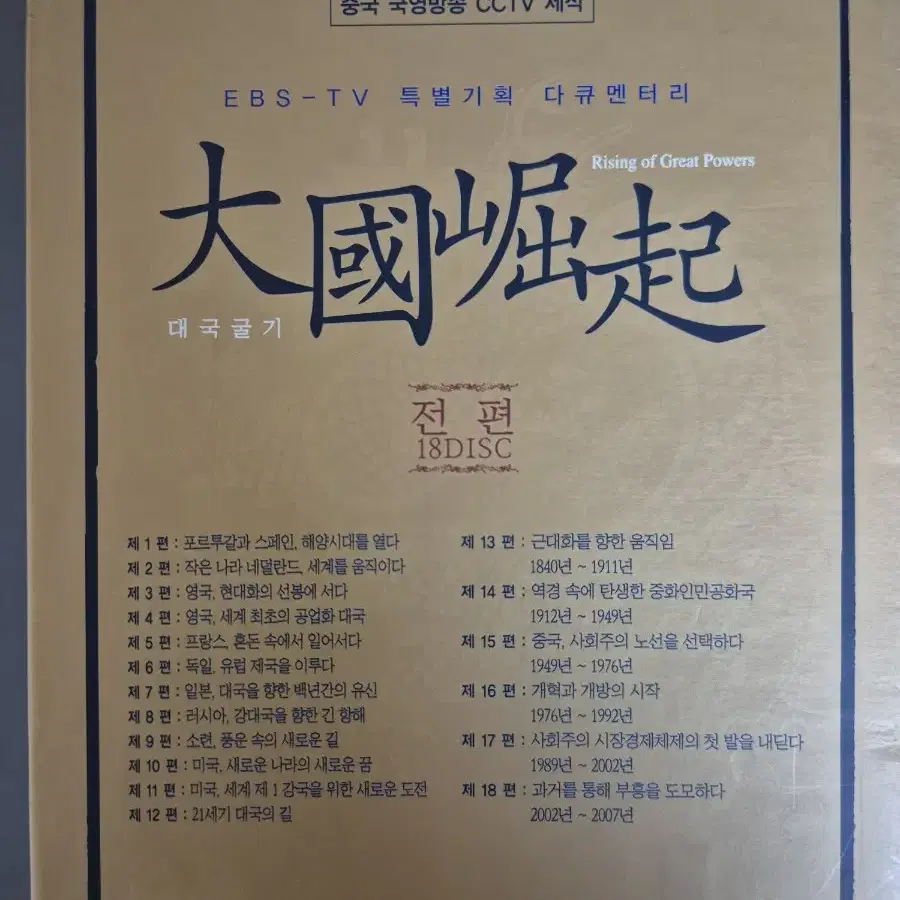 중국 국영방송 CCTV 제작
EBS-TV 특별기획 다큐멘터리
Rising of Great Powers
大國崛起
대국굴기
전 편
18DISC
제 1 편 : 포르투갈과 스페인, 해양시대를 열다
제 2 편 : 작은 나라 네덜란드, 세계를 움직이다
제 3 편 : 영국, 현대화의 선봉에 서다
제 4 편 : 영국, 세계 최초의 공업화 대국
제 5 편 : 프랑스, 혼돈 속에서 일어서다
제 6 편 : 독일, 유럽 제국을 이루다
제 7 편 : 일본, 대국을 향한 백년간의 유신
제 8 편 : 러시아, 강대국을 향한 긴 항해
제 9 편 : 소련, 풍운 속의 새로운 길
제 10 편 : 미국, 새로운 나라의 새로운 꿈
제 11 편 : 미국, 세계 제 1 강국을 위한 새로운 도전
제 12 편 : 21세기 대국의 길
제 13 편 : 근대화를 향한 움직임
1840년 ~ 1911년
제 14 편 : 역경 속에 탄생한 중화인민공화국
1912년 ~ 1949년
제 15 편 : 중국, 사회주의 노선을 선택하다
1949년 ~ 1976년
제 16 편 : 개혁과 개방의 시작
1976년 ~ 1992년
제 17 편 : 사회주의 시장경제체제의 첫 발을 내딛다
1989년 ~ 2002년
제 18 편 : 과거를 통해 부흥을 도모하다
2002년 ~ 2007년